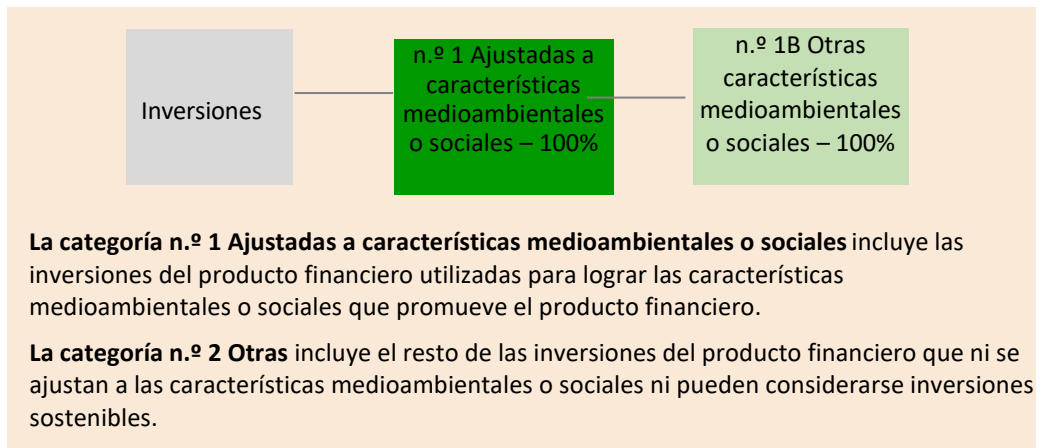 Inversiones
n.º 1 Ajustadas a
características
medioambientales
o sociales – 100%
n.º 1B Otras
características
medioambientales
o sociales – 100%
La categoría n.º 1 Ajustadas a características medioambientales o sociales incluye las
inversiones del producto financiero utilizadas para lograr las características
medioambientales o sociales que promueve el producto financiero.
La categoría n.º 2 Otras incluye el resto de las inversiones del producto financiero que ni se
ajustan a las características medioambientales o sociales ni pueden considerarse inversiones
sostenibles.